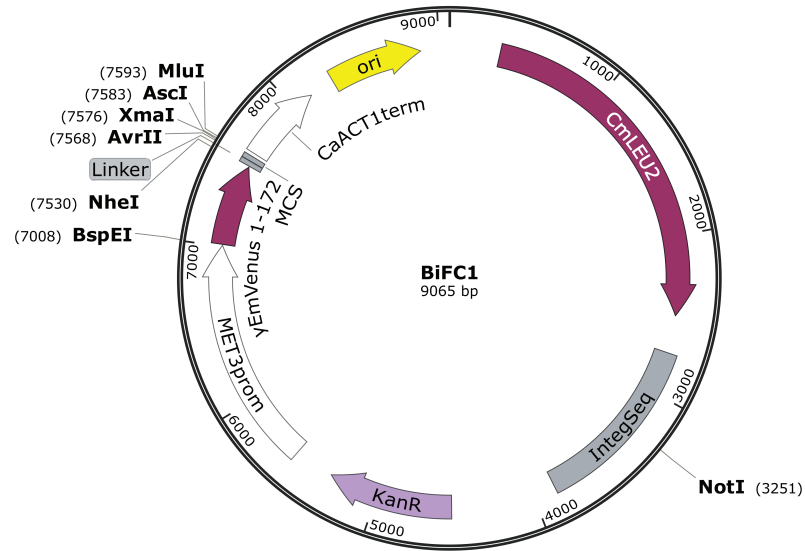 9000
ori
1000
(7593) MluI
(7583) AscI
(7576) XmaI
(7568) AvrII
8000
CaACT1term
CmLEU2
Linker
(7530) NheI
MCS
2000
(7008) BspEI
7000
yEmVenus 1-172
BiFC1
9065 bp
MET3prom
3000
6000
IntegSeq
NotI (3251)
KanR
4000
5000